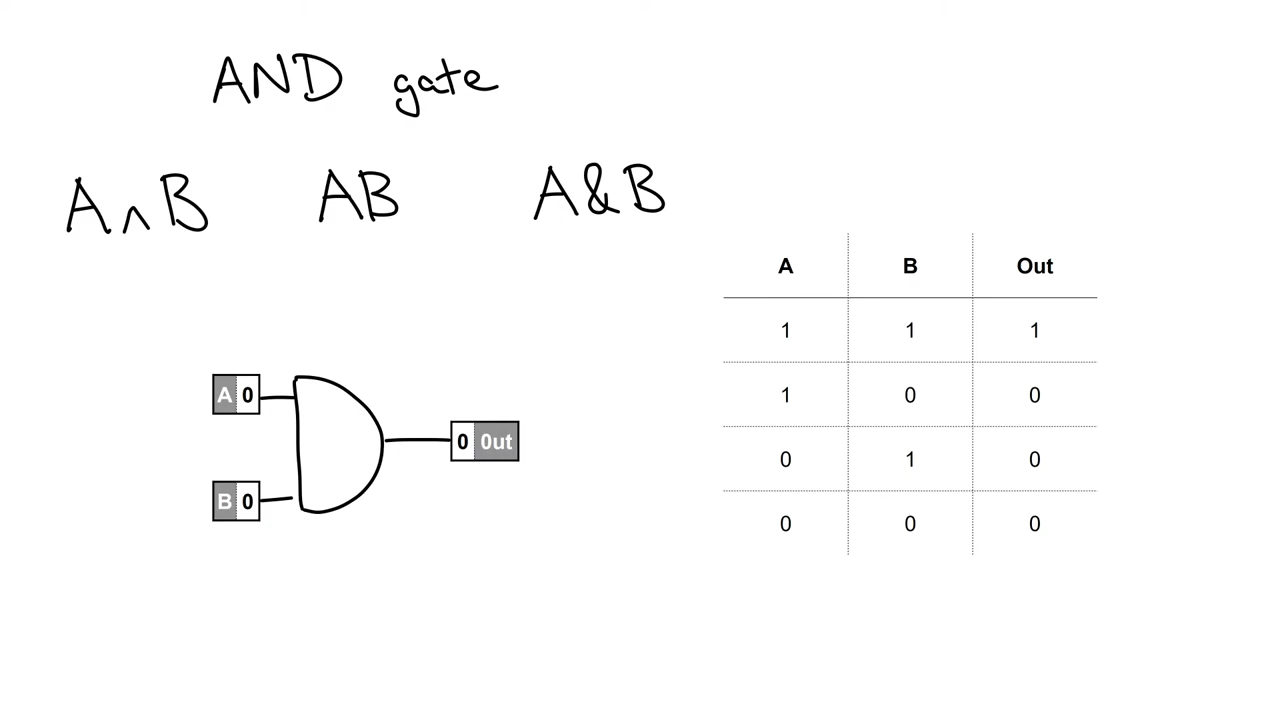 AND gate
A∧B AB A&B
A B Out
1 1 1
A 0
1 0 0
0 0ut
0 1 0
B 0
0 0 0